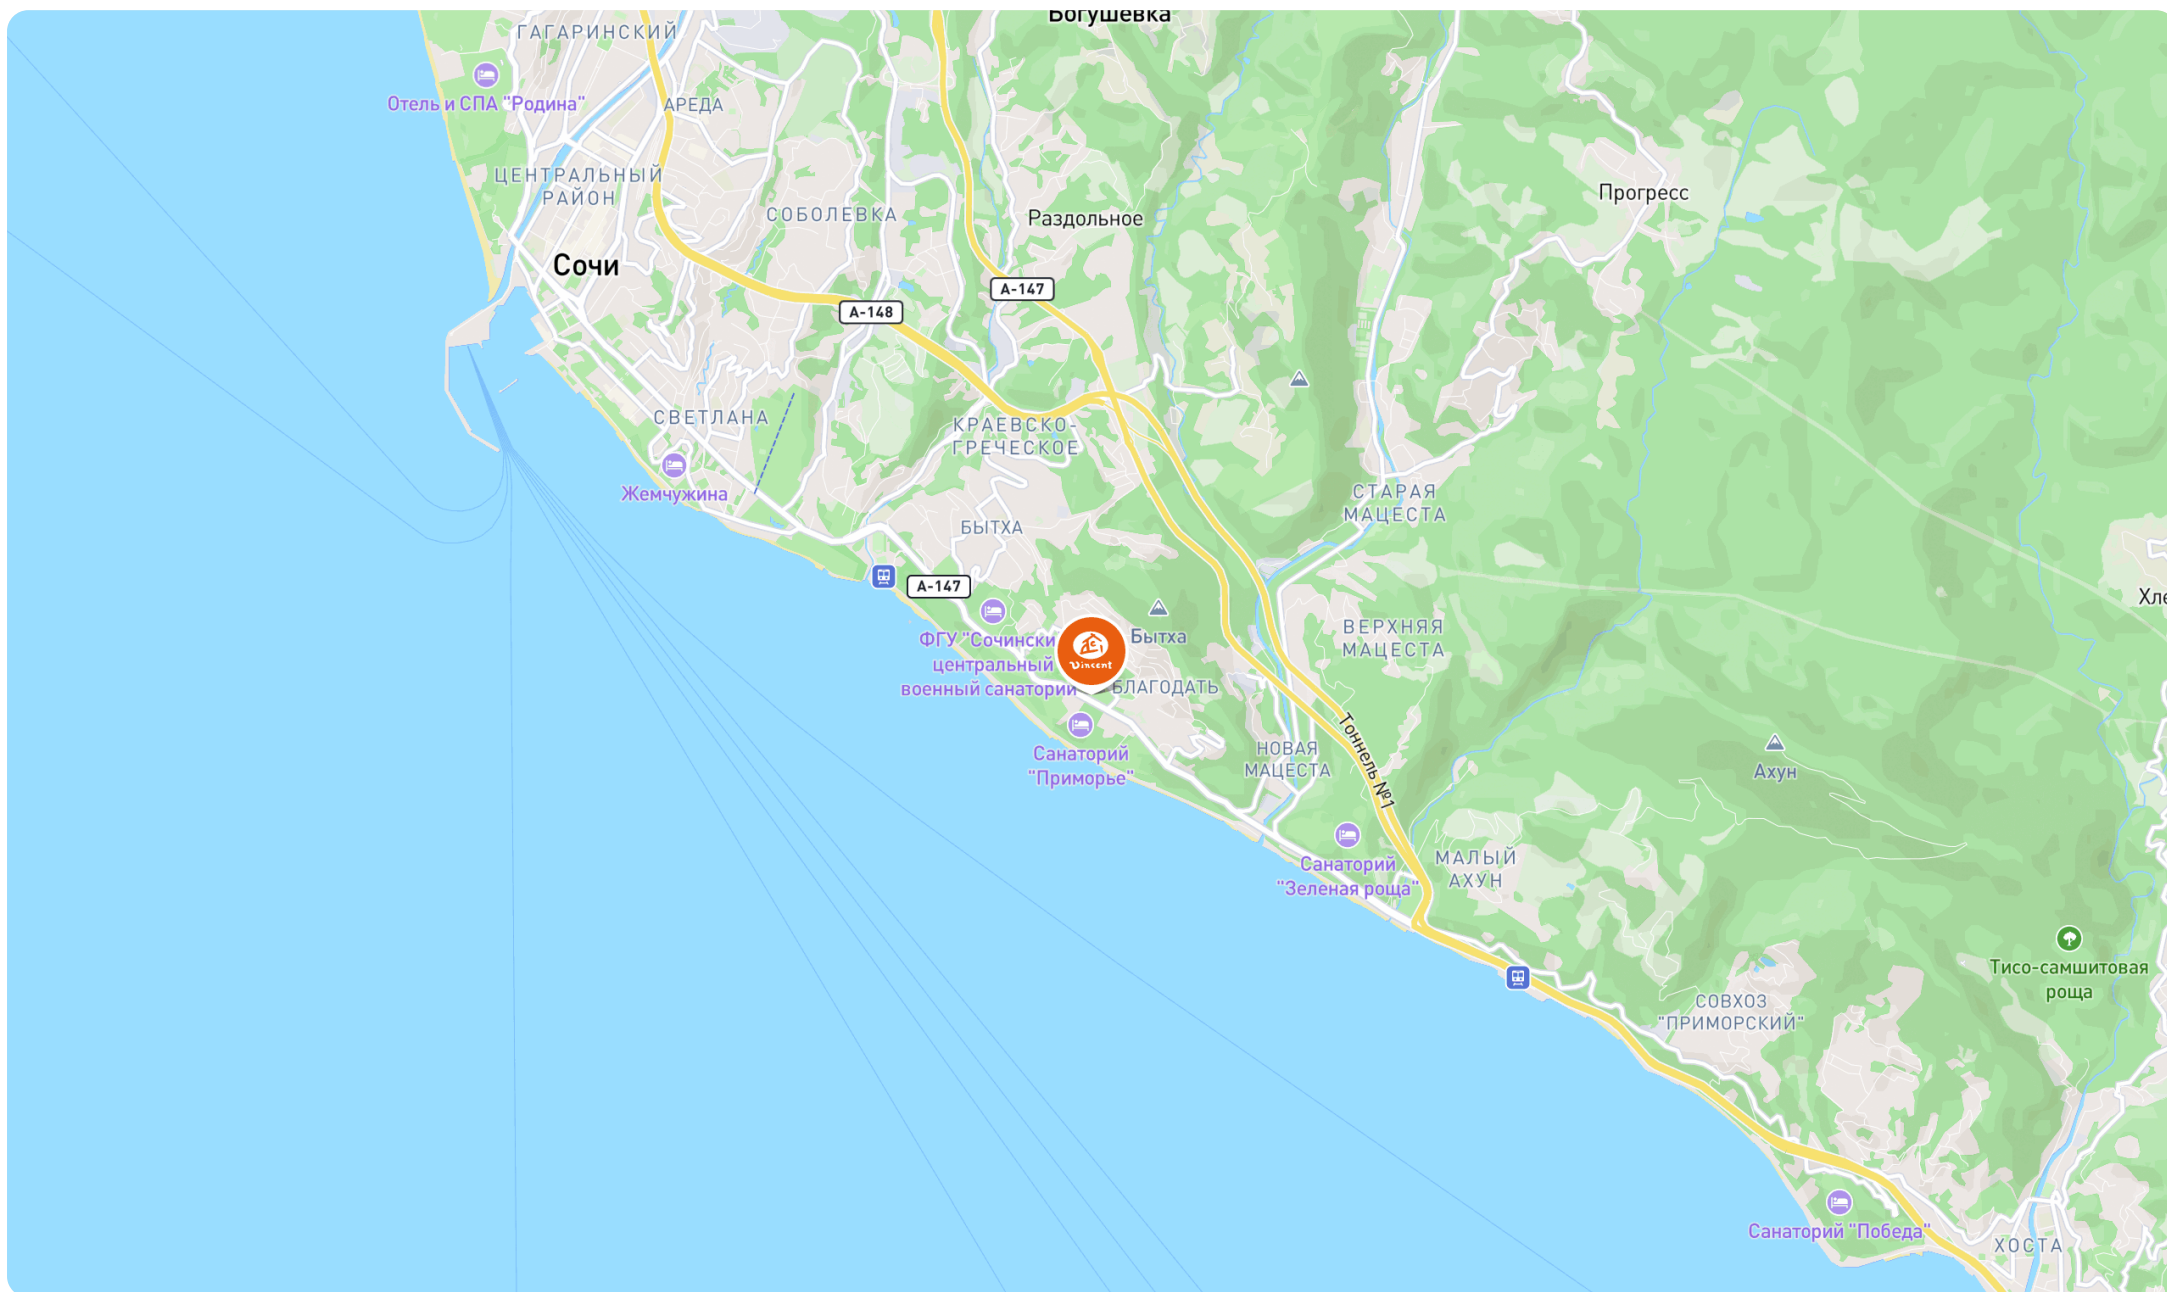 Богушевка
ГАГАРИНСКИЙ
Отель и СПА "Родина"
АРЕДА
ЦЕНТРАЛЬНЫЙ
РАЙОН
СОБОЛЕВКА
Раздольное
Прогресс
Сочи
А-147
А-148
СВЕТЛАНА
КРАЕВСКО-
ГРЕЧЕСКОЕ
Жемчужина
СТАРАЯ
МАЦЕСТА
БЫТХА
А-147
ФГУ "Сочински
центральный
военный санаторий
Vincent
Бытха
БЛАГОДАТЬ
ВЕРХНЯЯ
МАЦЕСТА
Хле
Санаторий
"Приморье"
НОВАЯ
МАЦЕСТА
Тоннель №1
Ахун
Санаторий
"Зеленая роща"
МАЛЫЙ
АХУН
Тисо-самшитовая
роща
СОВХОЗ
"ПРИМОРСКИЙ"
Санаторий "Победа"
ХОСТА